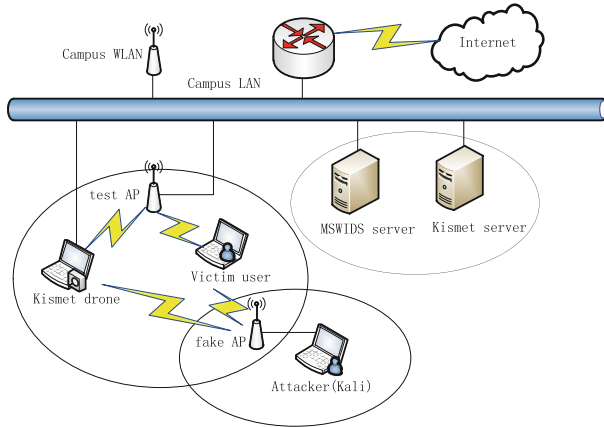 Campus WLAN
Internet
Campus LAN
test AP
MSWIDS server
Kismet server
Victim user
Kismet drone
fake AP
Attacker(Kali)